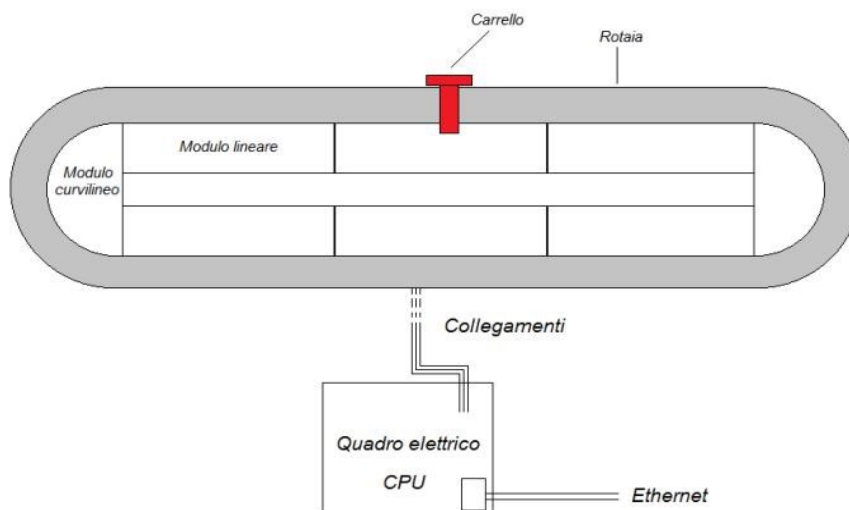 Carrello
Rotaia
Modulo lineare
Modulo
curvilineo
Collegamenti
Quadro elettrico
CPU
Ethernet